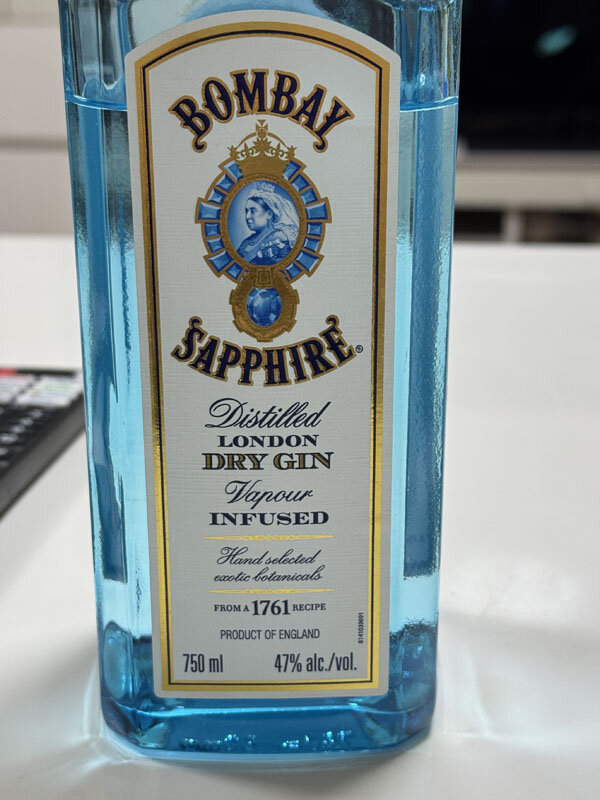 BOMBAY
SAPPHIRE®
Distilled
LONDON
DRY GIN
Vapour
INFUSED
Hand selected
exotic botanicals
FROM A 1761 RECIPE
PRODUCT OF ENGLAND
750 ml 47% alc./vol.